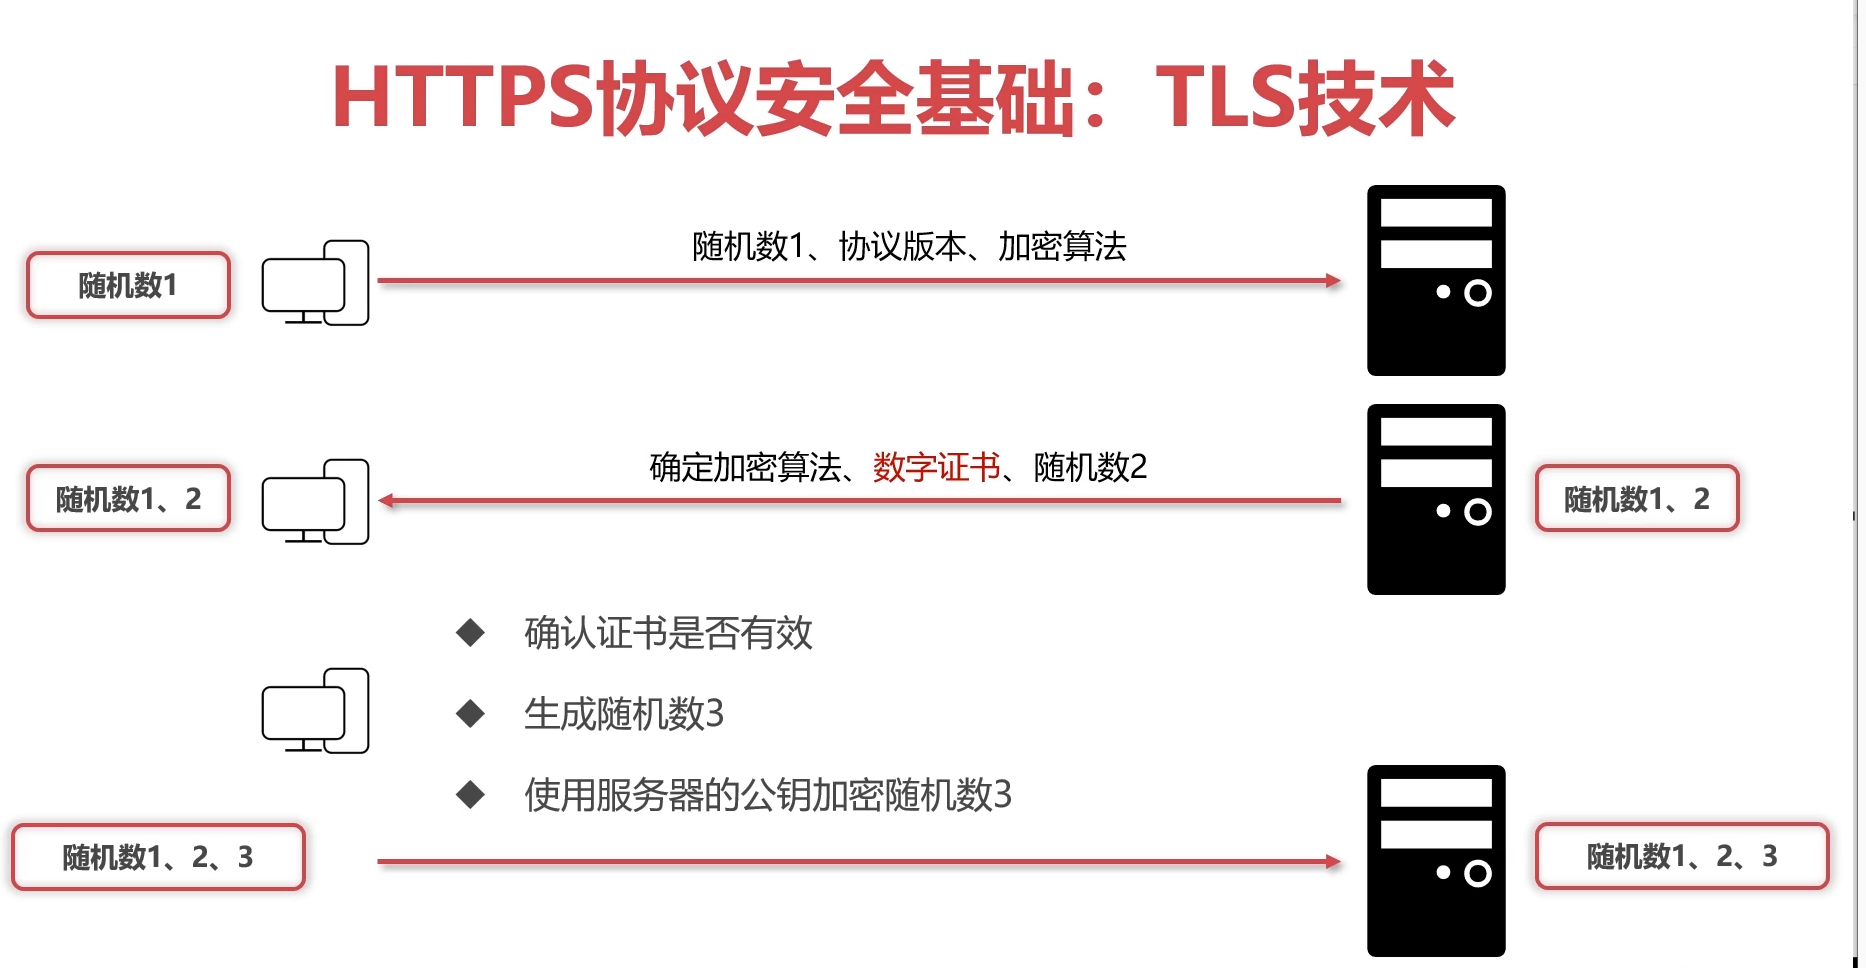 HTTPS协议安全基础：TLS技术
随机数1
随机数1、协议版本、加密算法
随机数1、2
确定加密算法、数字证书、随机数2
随机数1、2
确认证书是否有效
生成随机数3
使用服务器的公钥加密随机数3
随机数1、2、3
随机数1、2、3